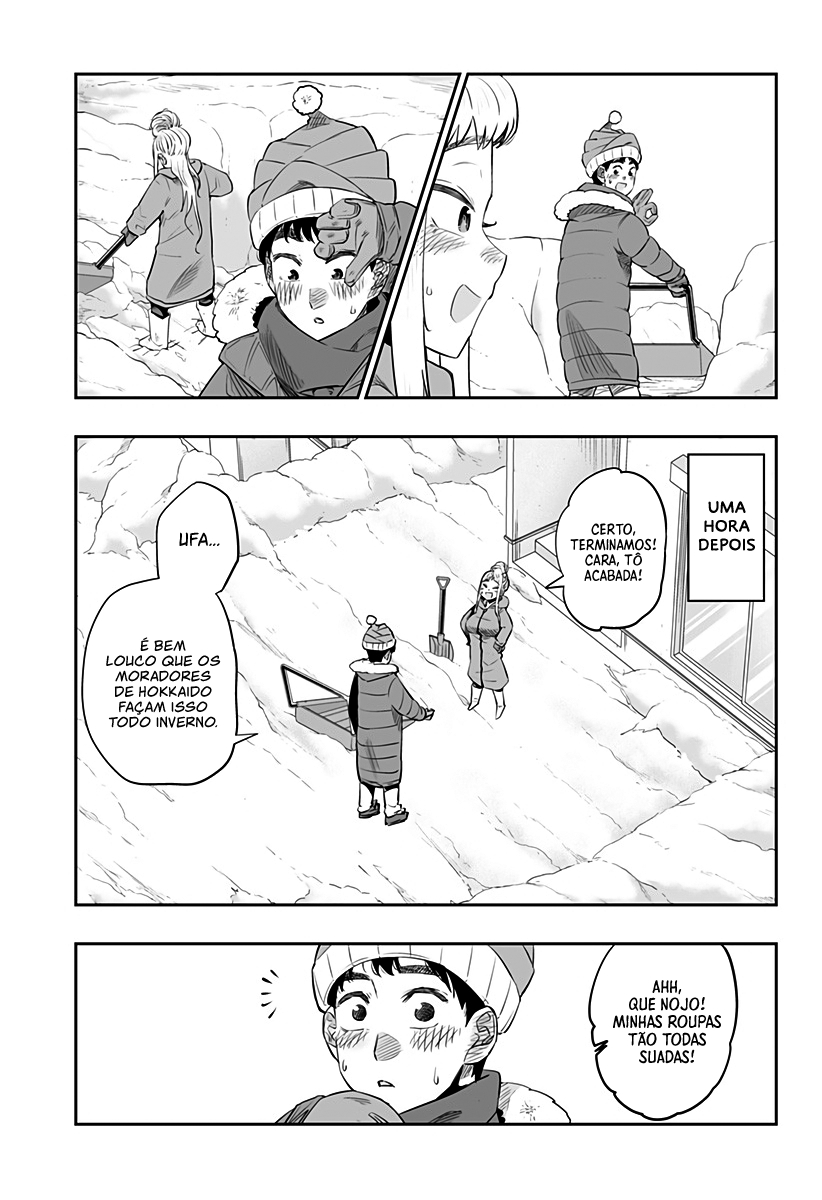 UMA
HORA
DEPOIS
CERTO,
TERMINAMOS!
CARA, TÔ
ACABADA!
UFA...
É BEM
LOUCO QUE OS
MORADORES
DE HOKKAIDO
FAÇAM ISSO
TODO INVERNO.
AHH,
QUE NOJO!
MINHAS ROUPAS
TÃO TODAS
SUADAS!